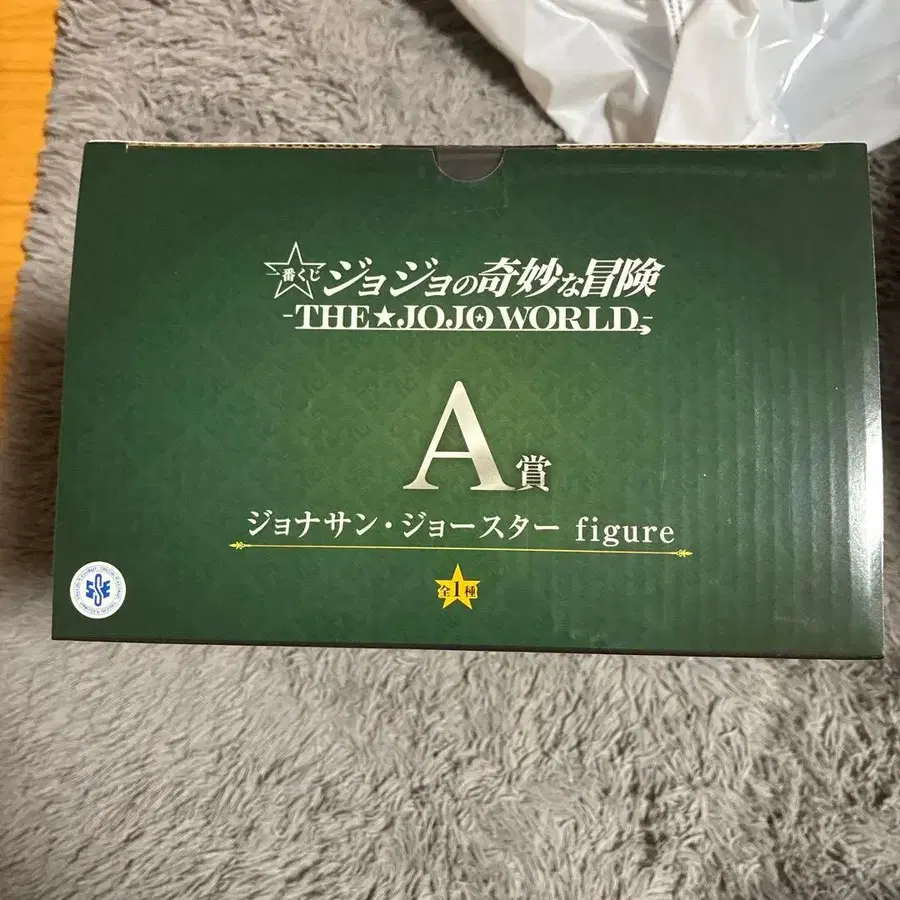 一番くじ ジョジョの奇妙な冒険
-THE★JOJO WORLD-
A賞
ジョナサン・ジョースター figure
全1種